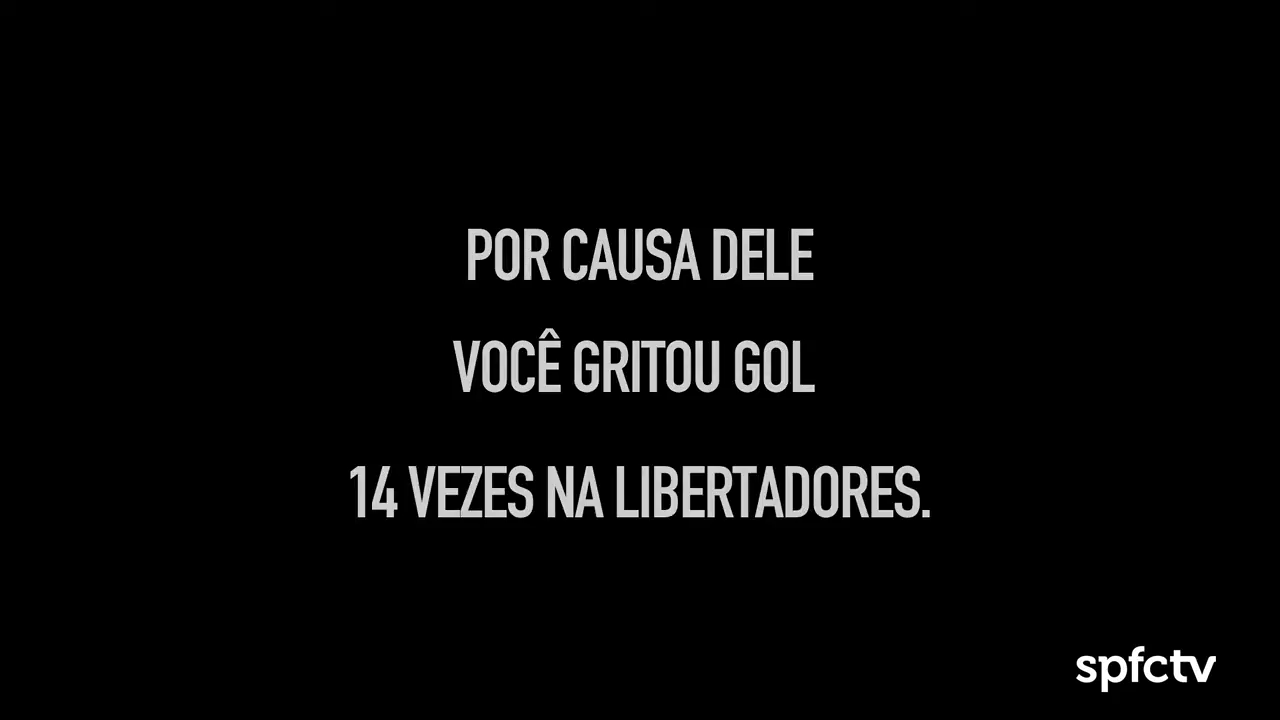 POR CAUSA DELE
VOCÊ GRITOU GOL
14 VEZES NA LIBERTADORES.
spfctv